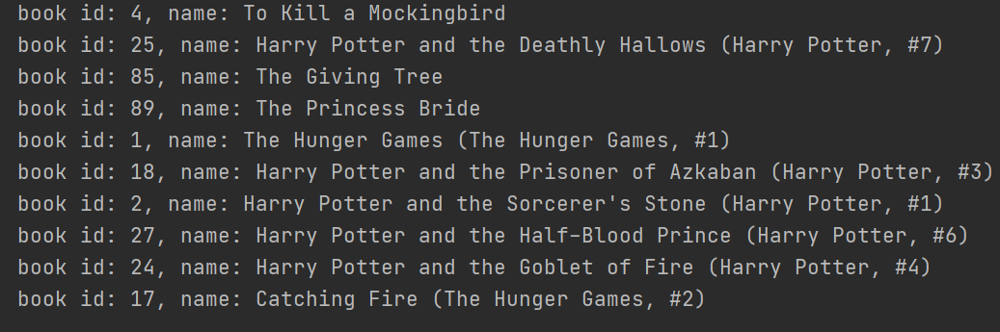 book id: 4, name: To Kill a Mockingbird
book id: 25, name: Harry Potter and the Deathly Hallows (Harry Potter, #7)
book id: 85, name: The Giving Tree
book id: 89, name: The Princess Bride
book id: 1, name: The Hunger Games (The Hunger Games, #1)
book id: 18, name: Harry Potter and the Prisoner of Azkaban (Harry Potter, #3)
book id: 2, name: Harry Potter and the Sorcerer's Stone (Harry Potter, #1)
book id: 27, name: Harry Potter and the Half-Blood Prince (Harry Potter, #6)
book id: 24, name: Harry Potter and the Goblet of Fire (Harry Potter, #4)
book id: 17, name: Catching Fire (The Hunger Games, #2)